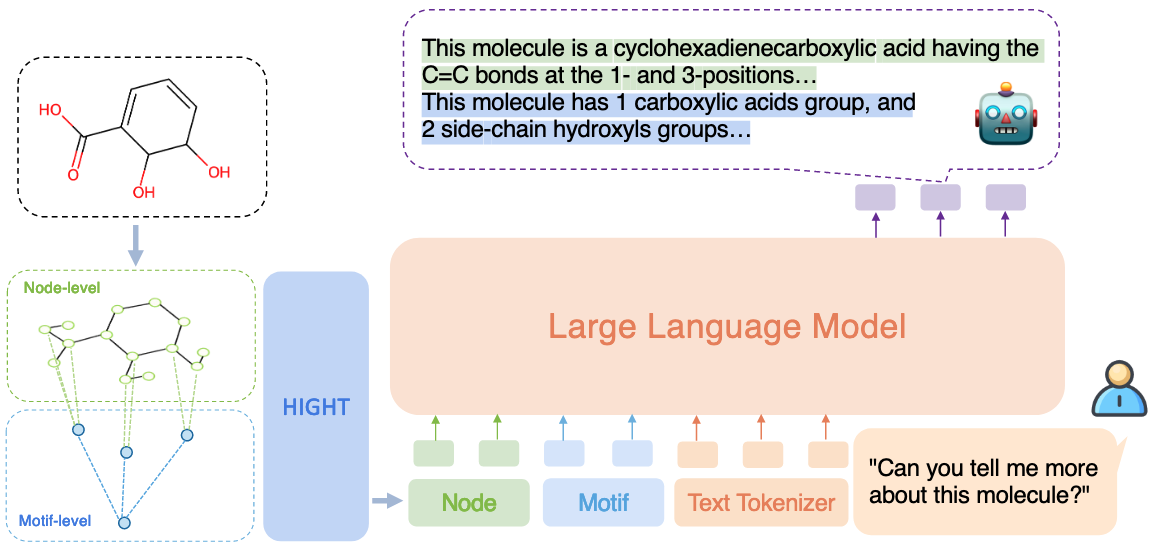 This molecule is a cyclohexadienecarboxylic acid having the
C=C bonds at the 1- and 3-positions…
This molecule has 1 carboxylic acids group, and
2 side-chain hydroxyls groups…
HO
O
OH
OH
Node-level
HIGHT
Large Language Model
Motif-level
Node
Motif
Text Tokenizer
"Can you tell me more
about this molecule?"